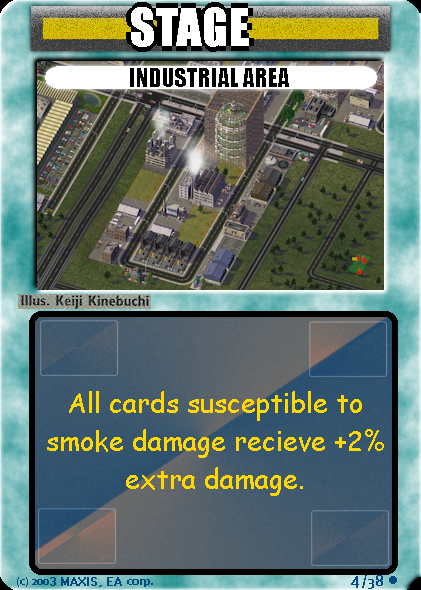 STAGE
INDUSTRIAL AREA
Illus. Keiji Kinebuchi
All cards susceptible to
smoke damage recieve +2%
extra damage.
(c) 2003 MAXIS, EA corp.
4/38